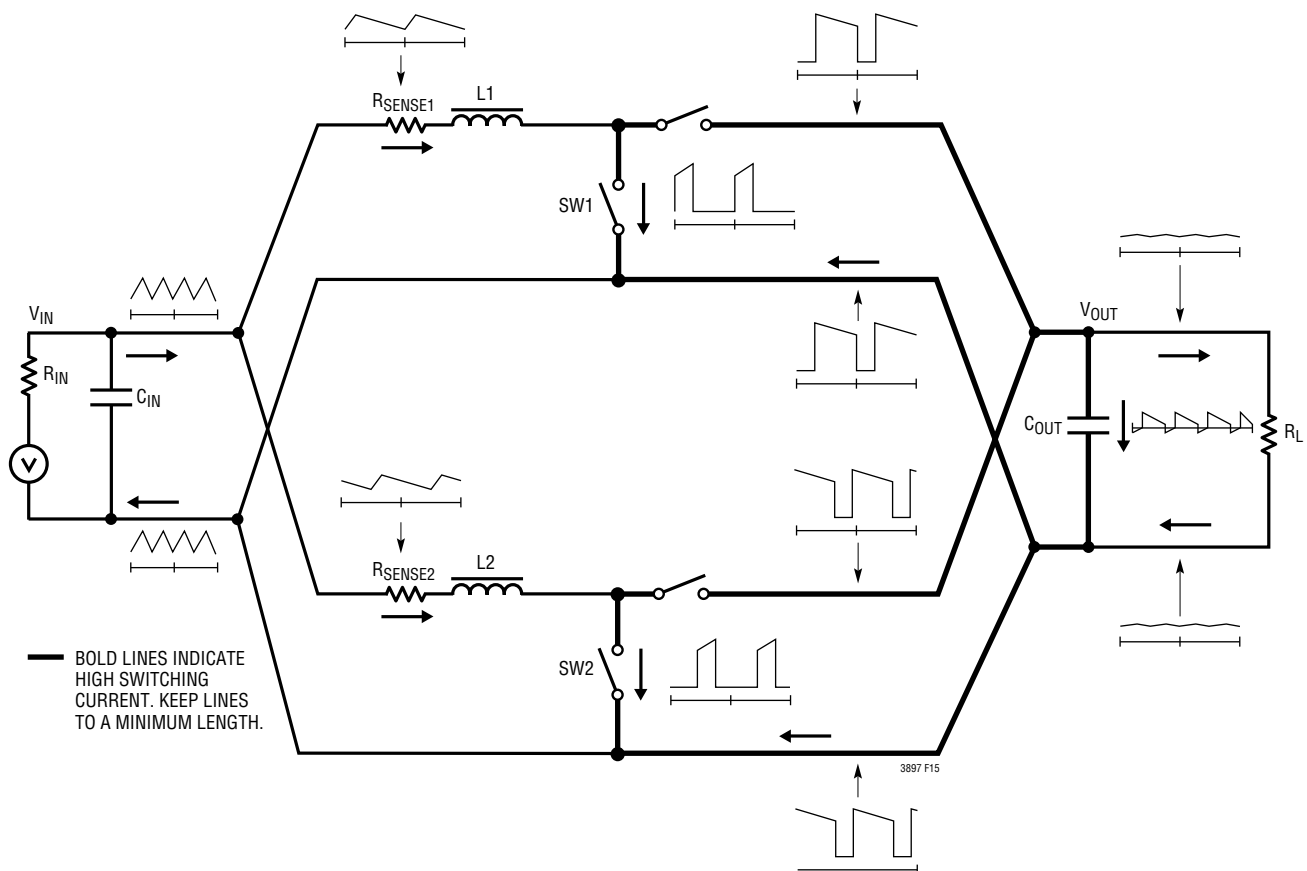 RSENSE1
L1
SW1
VIN
RIN
CIN
V
VOUT
COUT
RL
RSENSE2
L2
SW2
BOLD LINES INDICATE
HIGH SWITCHING
CURRENT. KEEP LINES
TO A MINIMUM LENGTH.
3897 F15